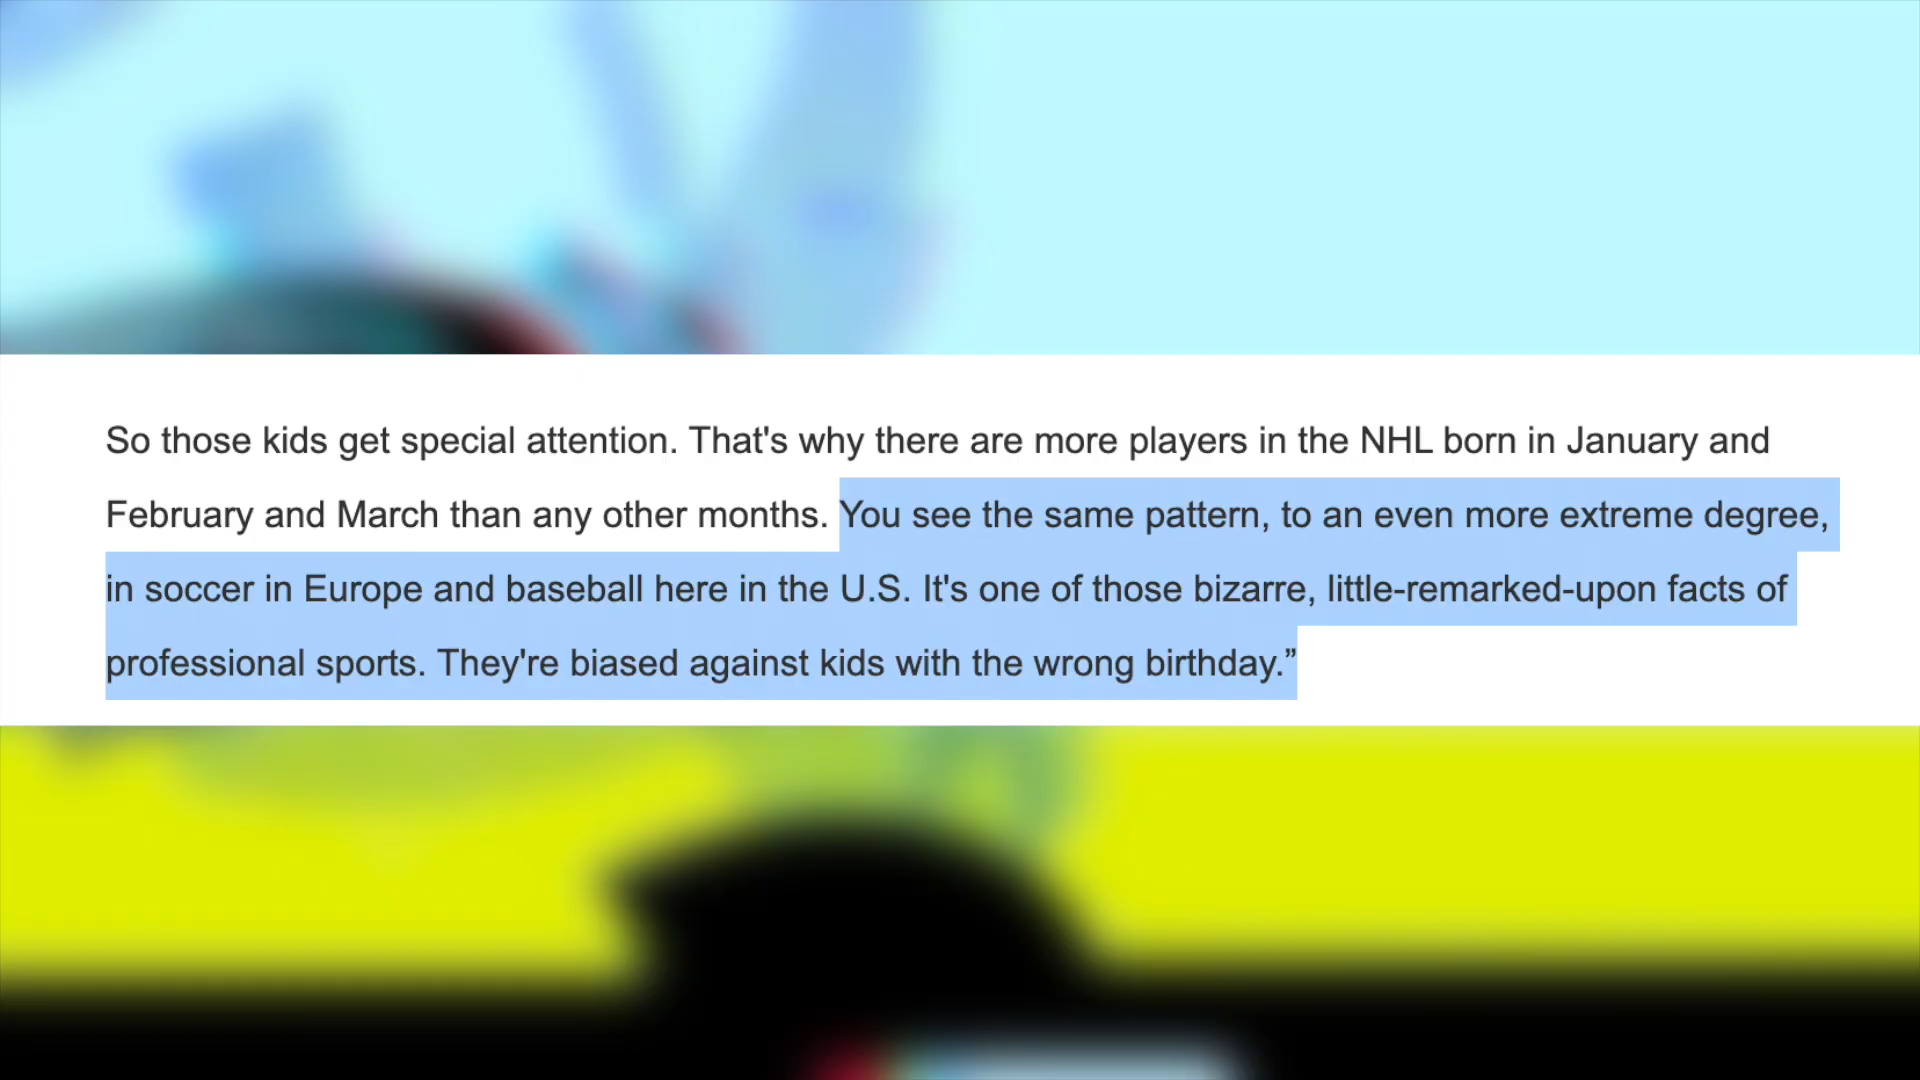 So those kids get special attention. That's why there are more players in the NHL born in January and
February and March than any other months. You see the same pattern, to an even more extreme degree,
in soccer in Europe and baseball here in the U.S. It's one of those bizarre, little-remarked-upon facts of
professional sports. They're biased against kids with the wrong birthday.”